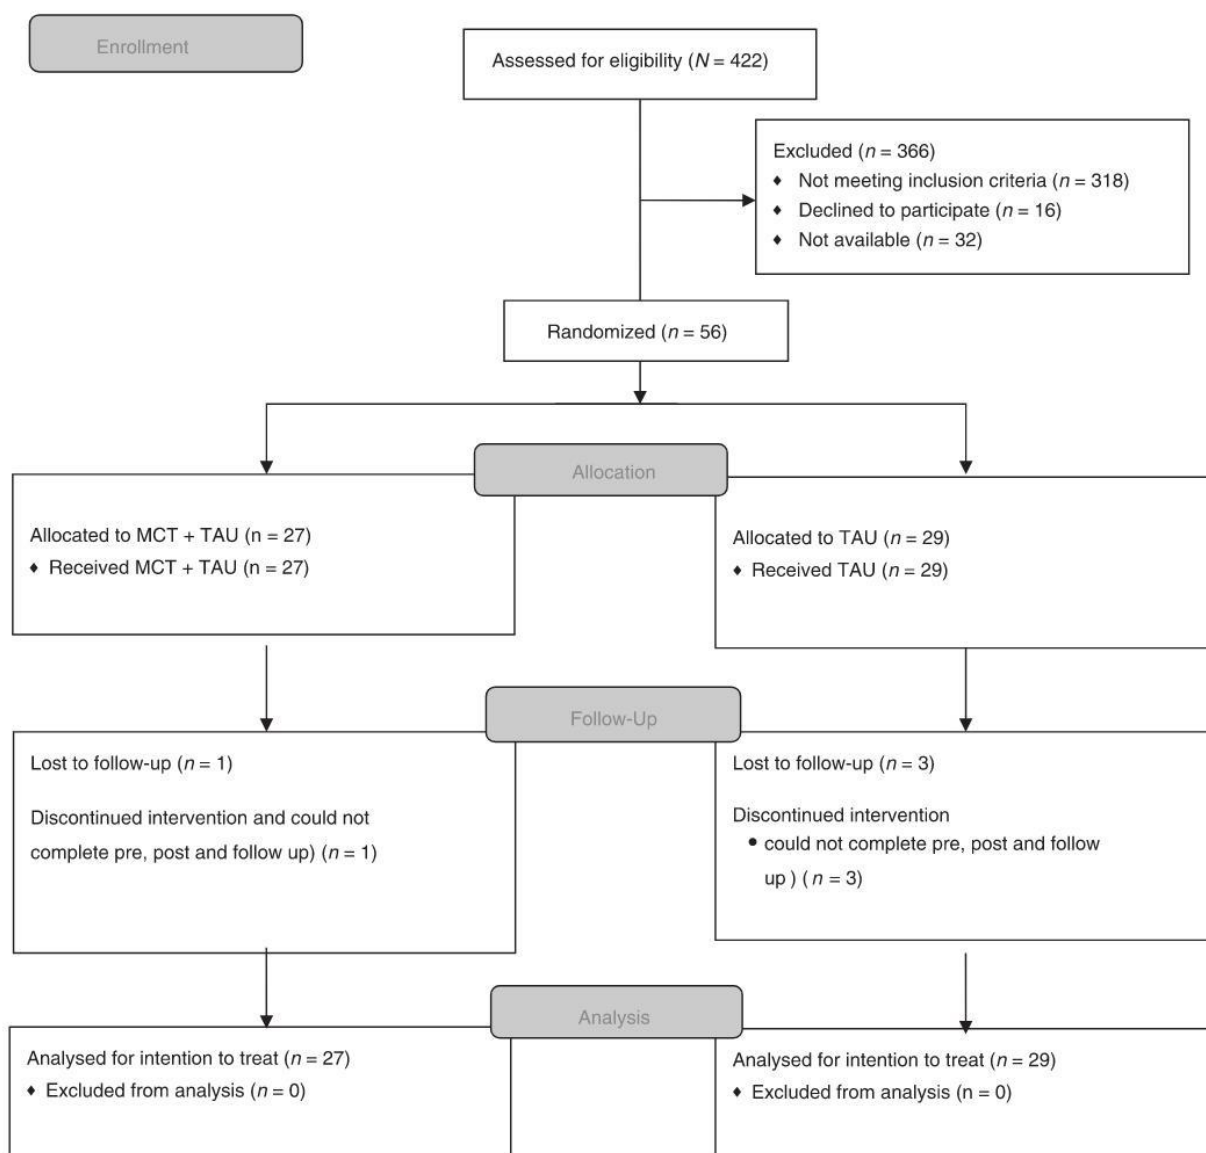 Enrollment
Assessed for eligibility (N = 422)
Excluded (n = 366)
♦ Not meeting inclusion criteria (n = 318)
♦ Declined to participate (n = 16)
♦ Not available (n = 32)
Randomized (n = 56)
Allocation
Allocated to MCT + TAU (n = 27)
♦ Received MCT + TAU (n = 27)
Allocated to TAU (n = 29)
♦ Received TAU (n = 29)
Follow-Up
Lost to follow-up (n = 1)
Discontinued intervention and could not
complete pre, post and follow up) (n = 1)
Lost to follow-up (n = 3)
Discontinued intervention
• could not complete pre, post and follow
up ) ( n = 3)
Analysis
Analysed for intention to treat (n = 27)
♦ Excluded from analysis (n = 0)
Analysed for intention to treat (n = 29)
♦ Excluded from analysis (n = 0)